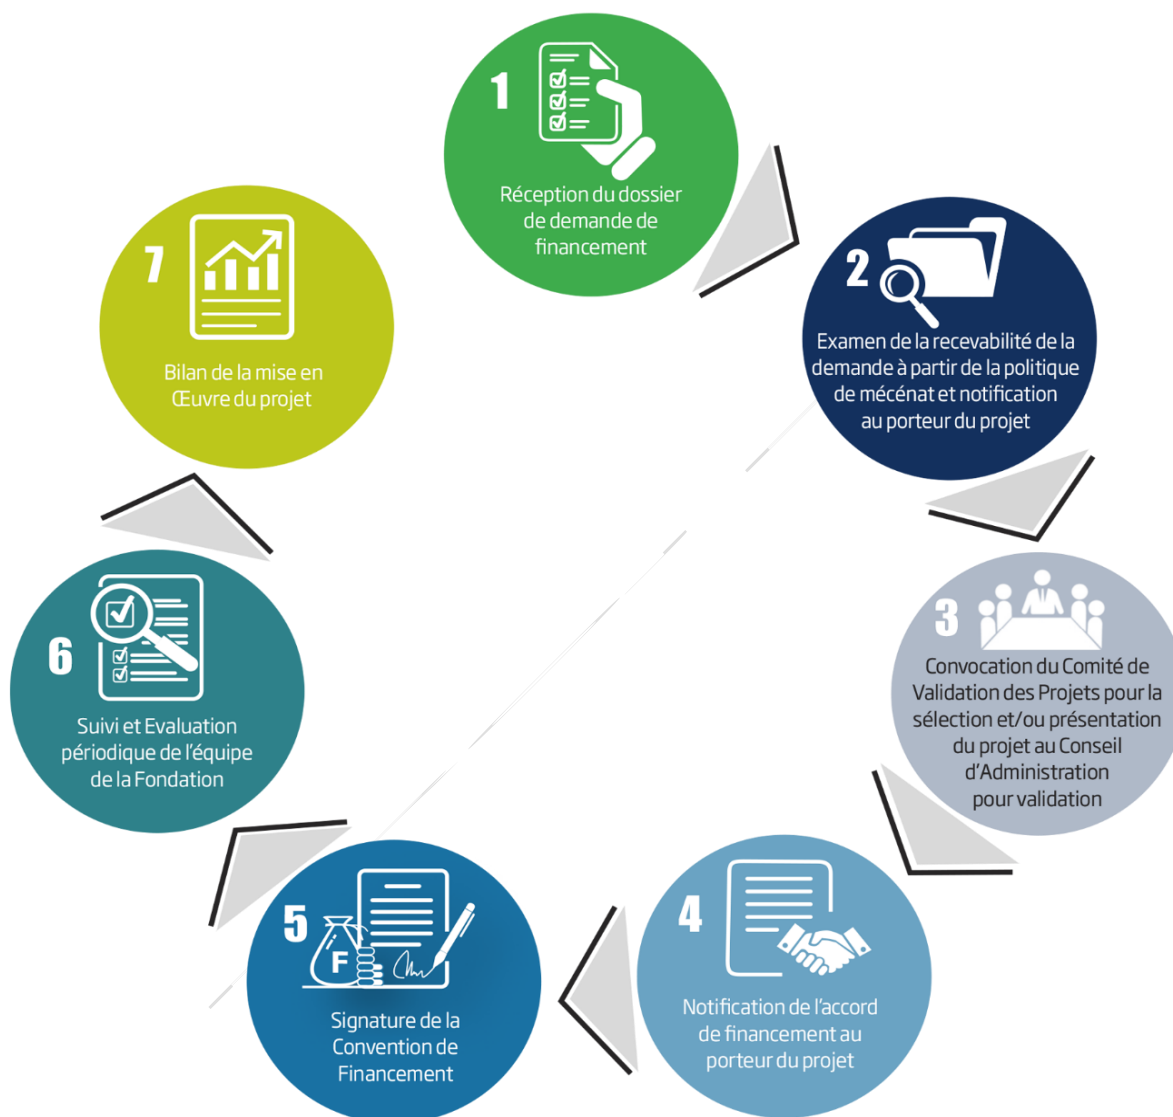 1
Réception du dossier
de demande de
financement
2
Examen de la recevabilité de la
demande à partir de la politique
de mécénat et notification
au porteur du projet
3
Convocation du Comité de
Validation des Projets pour la
sélection et/ou présentation
du projet au Conseil
d'Administration
pour validation
4
Notification de l'accord
de financement au
porteur du projet
5
F
Signature de la
Convention de
Financement
6
Suivi et Evaluation
périodique de l'équipe
de la Fondation
7
Bilan de la mise en
Œuvre du projet